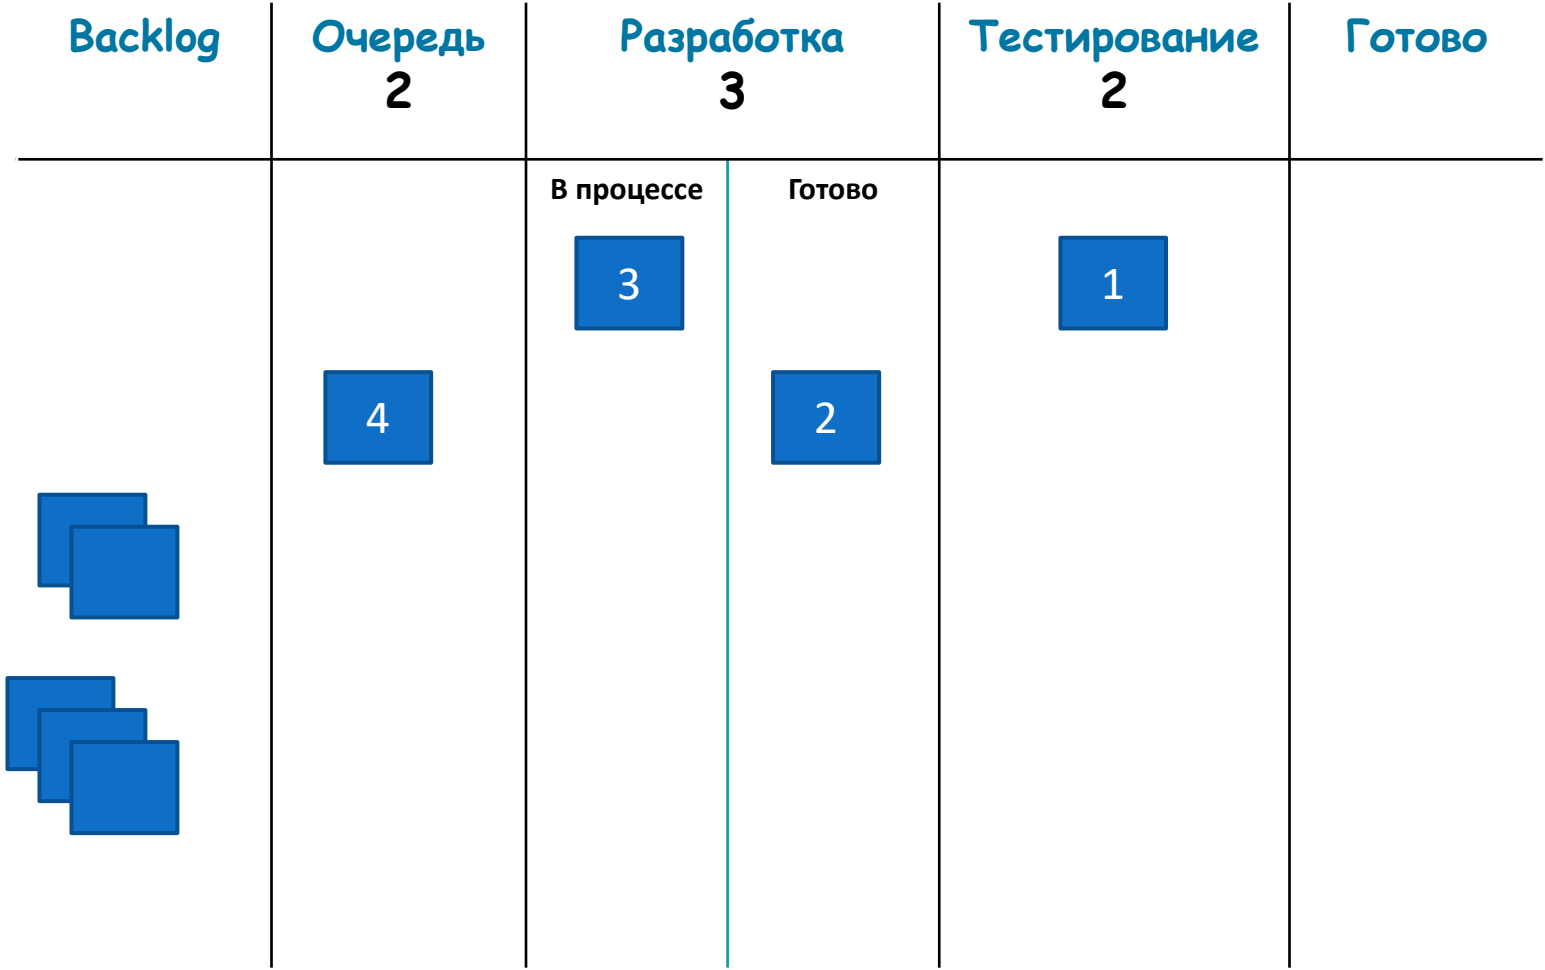 Backlog
Очередь
2
Разработка
3
Тестирование
2
Готово
В процессе
Готово
3
1
4
2